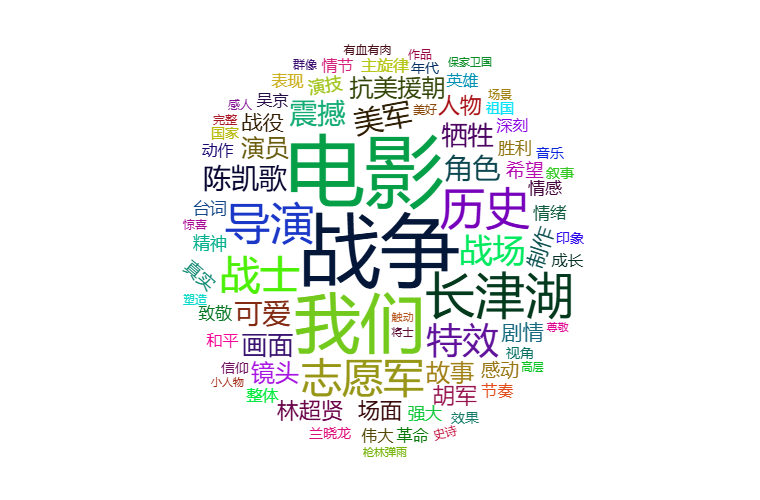 有血有肉
作品
群像
情节
主旋律
年代
保家卫国
表现
演技
抗美援朝
英雄
场景
感人
吴京
震撼
美军
美好
人物
祖国
完整
国家
战役
牺牲
深刻
动作
演员
电影
角色
胜利
音乐
陈凯歌
希望
叙事
情感
台词
导演
历史
情绪
惊喜
精神
战争
战场
制作
印象
真实
战士
成长
塑造
致敬
可爱
我们
长津湖
触动
将士
特效
剧情
尊敬
和平
画面
视角
信仰
镜头
志愿军
故事
感动
高层
小人物
整体
胡军
节奏
林超贤
场面
强大
效果
兰晓龙
伟大
革命
史诗
枪林弹雨